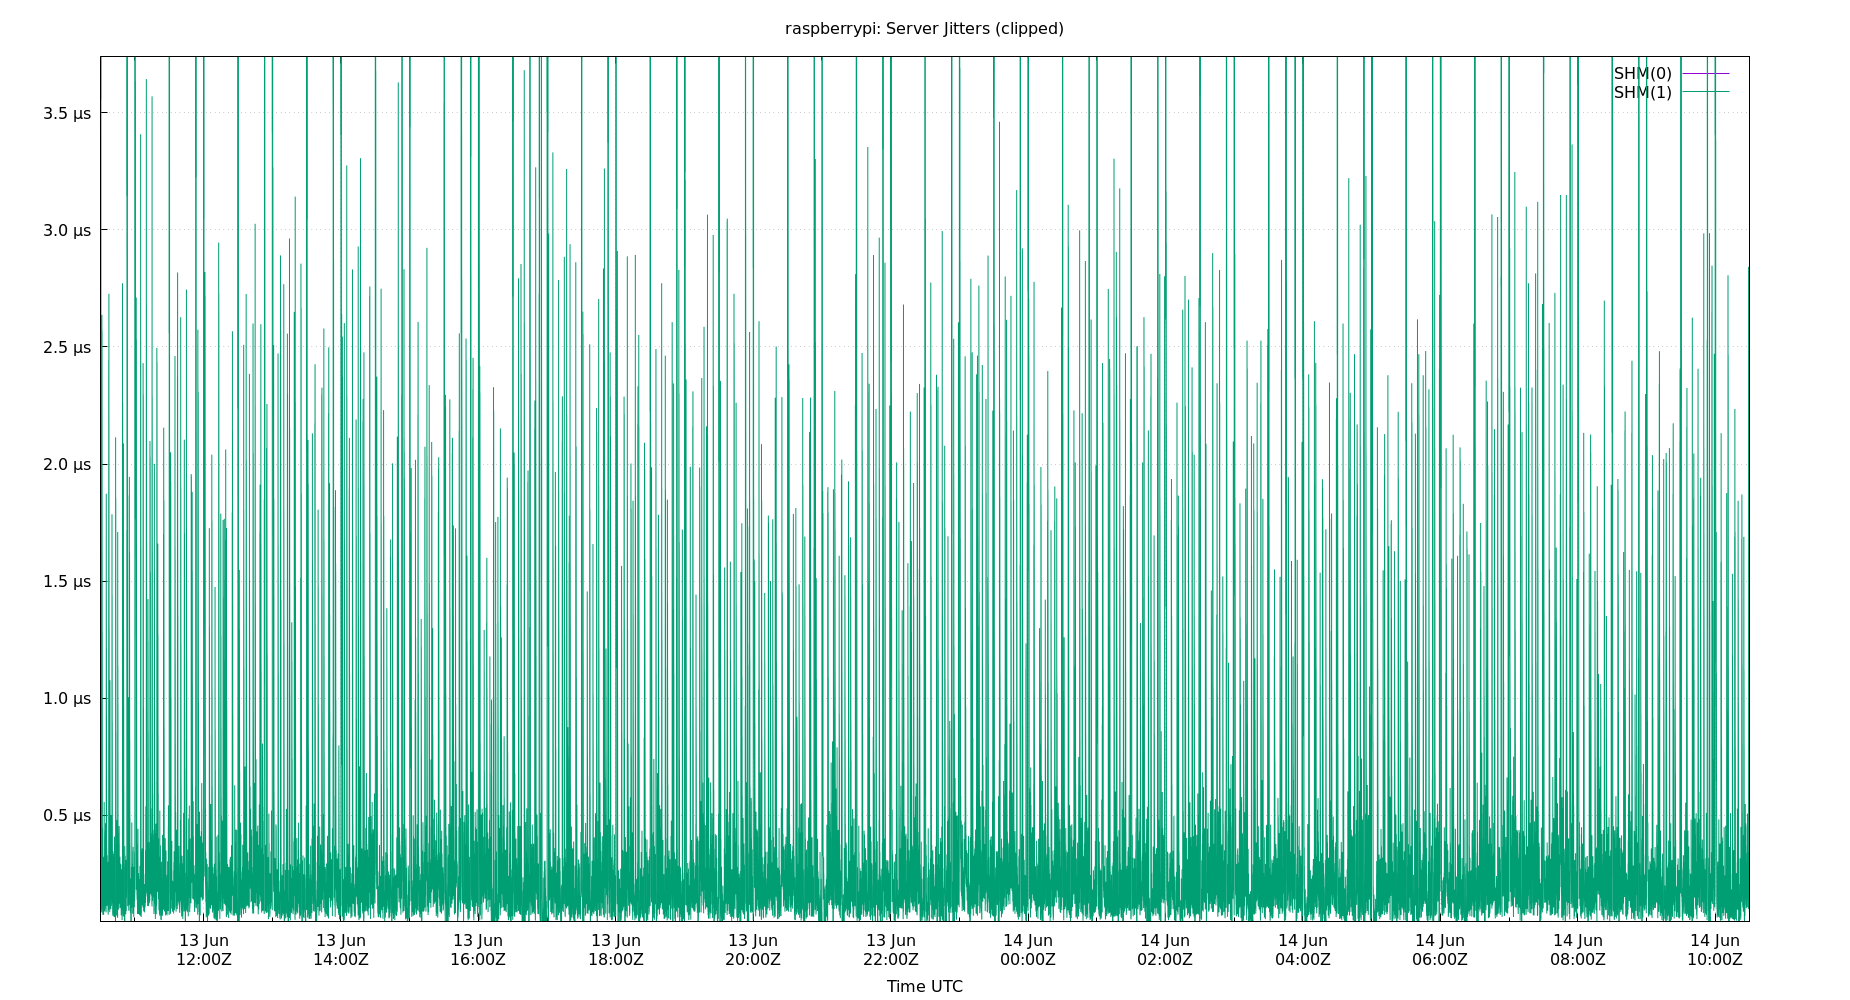 raspberrypi: Server Jitters (clipped)
SHM(0)
SHM(1)
3.5 µs
3.0 µs
2.5 µs
2.0 µs
1.5 µs
1.0 µs
0.5 µs
13 Jun 13 Jun 13 Jun 13 Jun 13 Jun 13 Jun 14 Jun 14 Jun 14 Jun 14 Jun 14 Jun 14 Jun
12:00Z 14:00Z 16:00Z 18:00Z 20:00Z 22:00Z 00:00Z 02:00Z 04:00Z 06:00Z 08:00Z 10:00Z
Time UTC